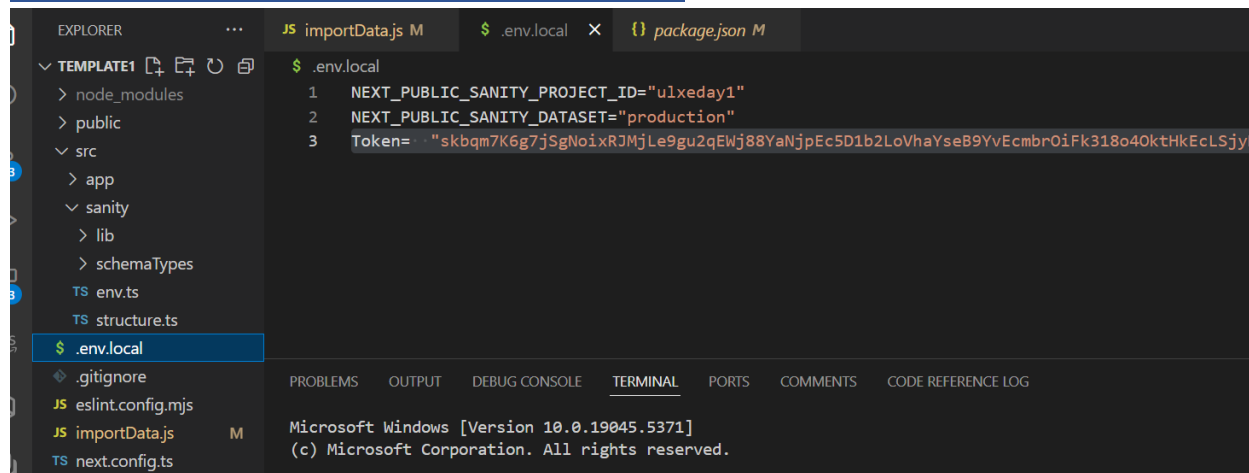 EXPLORER
TEMPLATE1
node_modules
public
src
app
sanity
lib
schemaTypes
TS env.ts
TS structure.ts
$ .env.local
.gitignore
JS eslint.config.mjs
JS importData.js M
TS next.config.ts
JS importData.js M $ .env.local {} package.json M
$ .env.local
1 NEXT_PUBLIC_SANITY_PROJECT_ID="ulxeday1"
2 NEXT_PUBLIC_SANITY_DATASET="production"
3 Token=  "skbqm7K6g7jSgNoixRJMjLe9gu2qEWj88YaNjpEc5D1b2LoVhaYseB9YvEcmbrOiFk318o4OktHkEcLSjy
PROBLEMS OUTPUT DEBUG CONSOLE TERMINAL PORTS COMMENTS CODE REFERENCE LOG
Microsoft Windows [Version 10.0.19045.5371]
(c) Microsoft Corporation. All rights reserved.